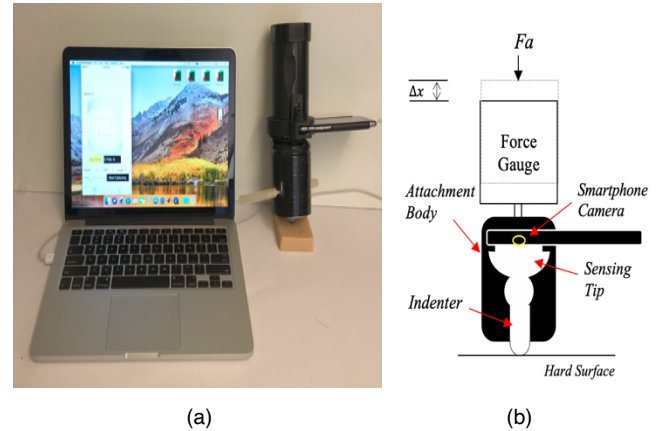 Fa
Δx
Force
Gauge
Attachment
Body
Smartphone
Camera
Sensing
Tip
Indenter
Hard Surface
(a)
(b)